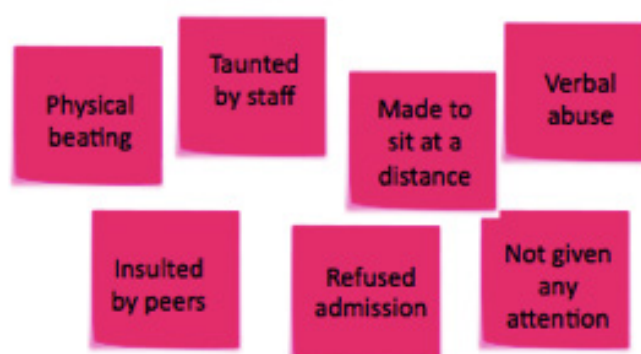 Physical
beating
Taunted
by staff
Made to
sit at a
distance
Verbal
abuse
Insulted
by peers
Refused
admission
Not given
any
attention